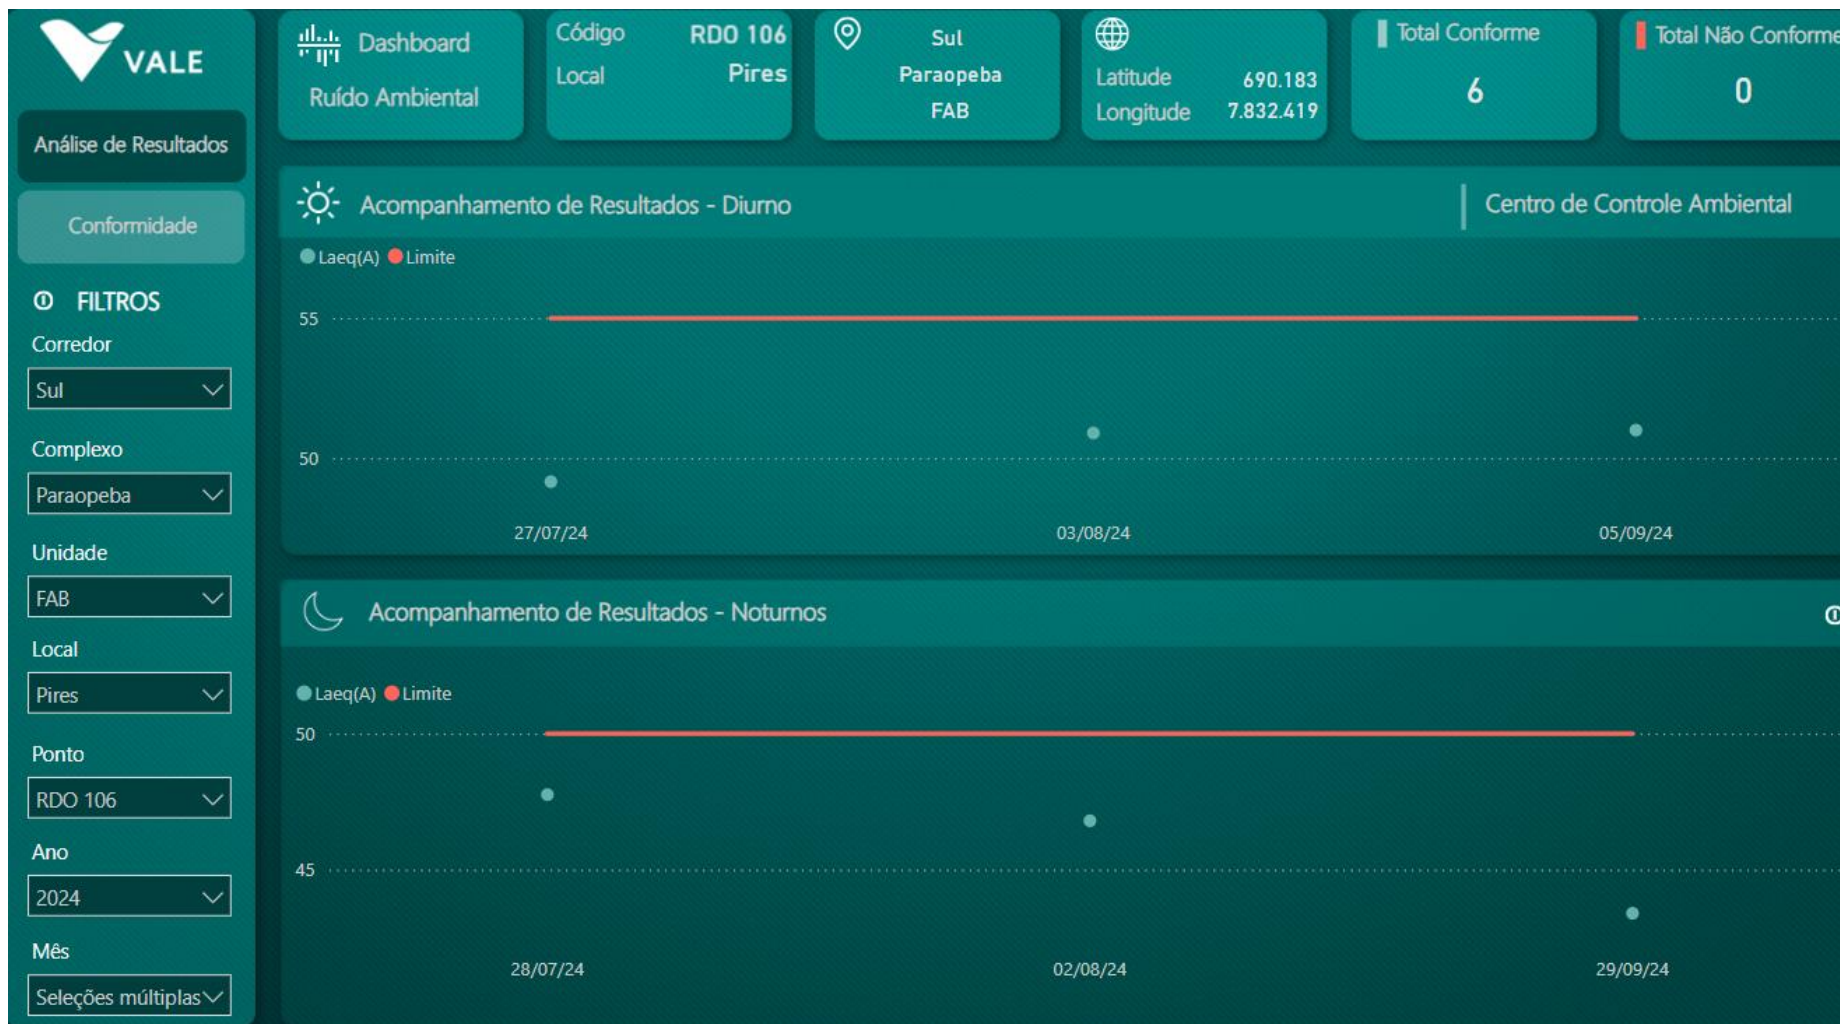 VALE
Análise de Resultados
Conformidade
FILTROS
Corredor
Sul
Complexo
Paraopeba
Unidade
FAB
Local
Pires
Ponto
RDO 106
Ano
2024
Mês
Seleções múltiplas
Dashboard
Ruído Ambiental
Código RDO 106
Local Pires
Sul
Paraopeba
FAB
Latitude 690.183
Longitude 7.832.419
Total Conforme
6
Total Não Conforme
0
Acompanhamento de Resultados - Diurno
Centro de Controle Ambiental
Laeq(A) Limite
55
50
27/07/24 03/08/24 05/09/24
Acompanhamento de Resultados - Noturnos
Laeq(A) Limite
50
45
28/07/24 02/08/24 29/09/24